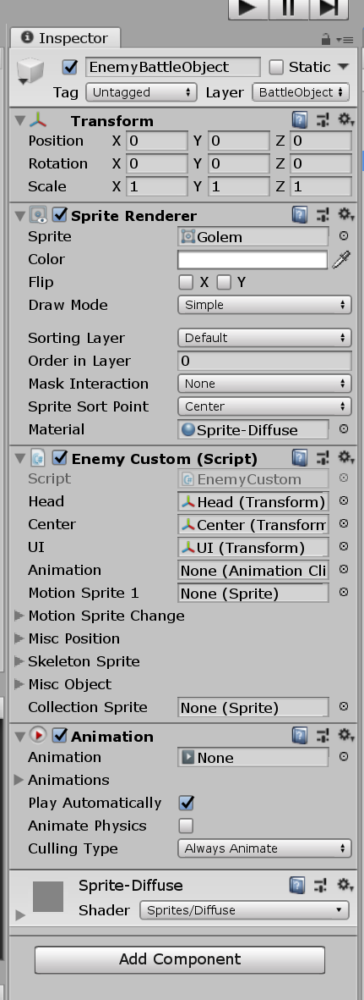 Inspector
EnemyBattleObject Static
Tag Untagged Layer BattleObject
Transform
Position X 0 Y 0 Z 0
Rotation X 0 Y 0 Z 0
Scale X 1 Y 1 Z 1
Sprite Renderer
Sprite Golem
Color
Flip X Y
Draw Mode Simple
Sorting Layer Default
Order in Layer 0
Mask Interaction None
Sprite Sort Point Center
Material Sprite-Diffuse
Enemy Custom (Script)
Script EnemyCustom
Head Head (Transform)
Center Center (Transform
UI UI (Transform)
Animation None (Animation Cli
Motion Sprite 1 None (Sprite)
Motion Sprite Change
Misc Position
Skeleton Sprite
Misc Object
Collection Sprite None (Sprite)
Animation
Animation None
Animations
Play Automatically
Animate Physics
Culling Type Always Animate
Sprite-Diffuse
Shader Sprites/Diffuse
Add Component